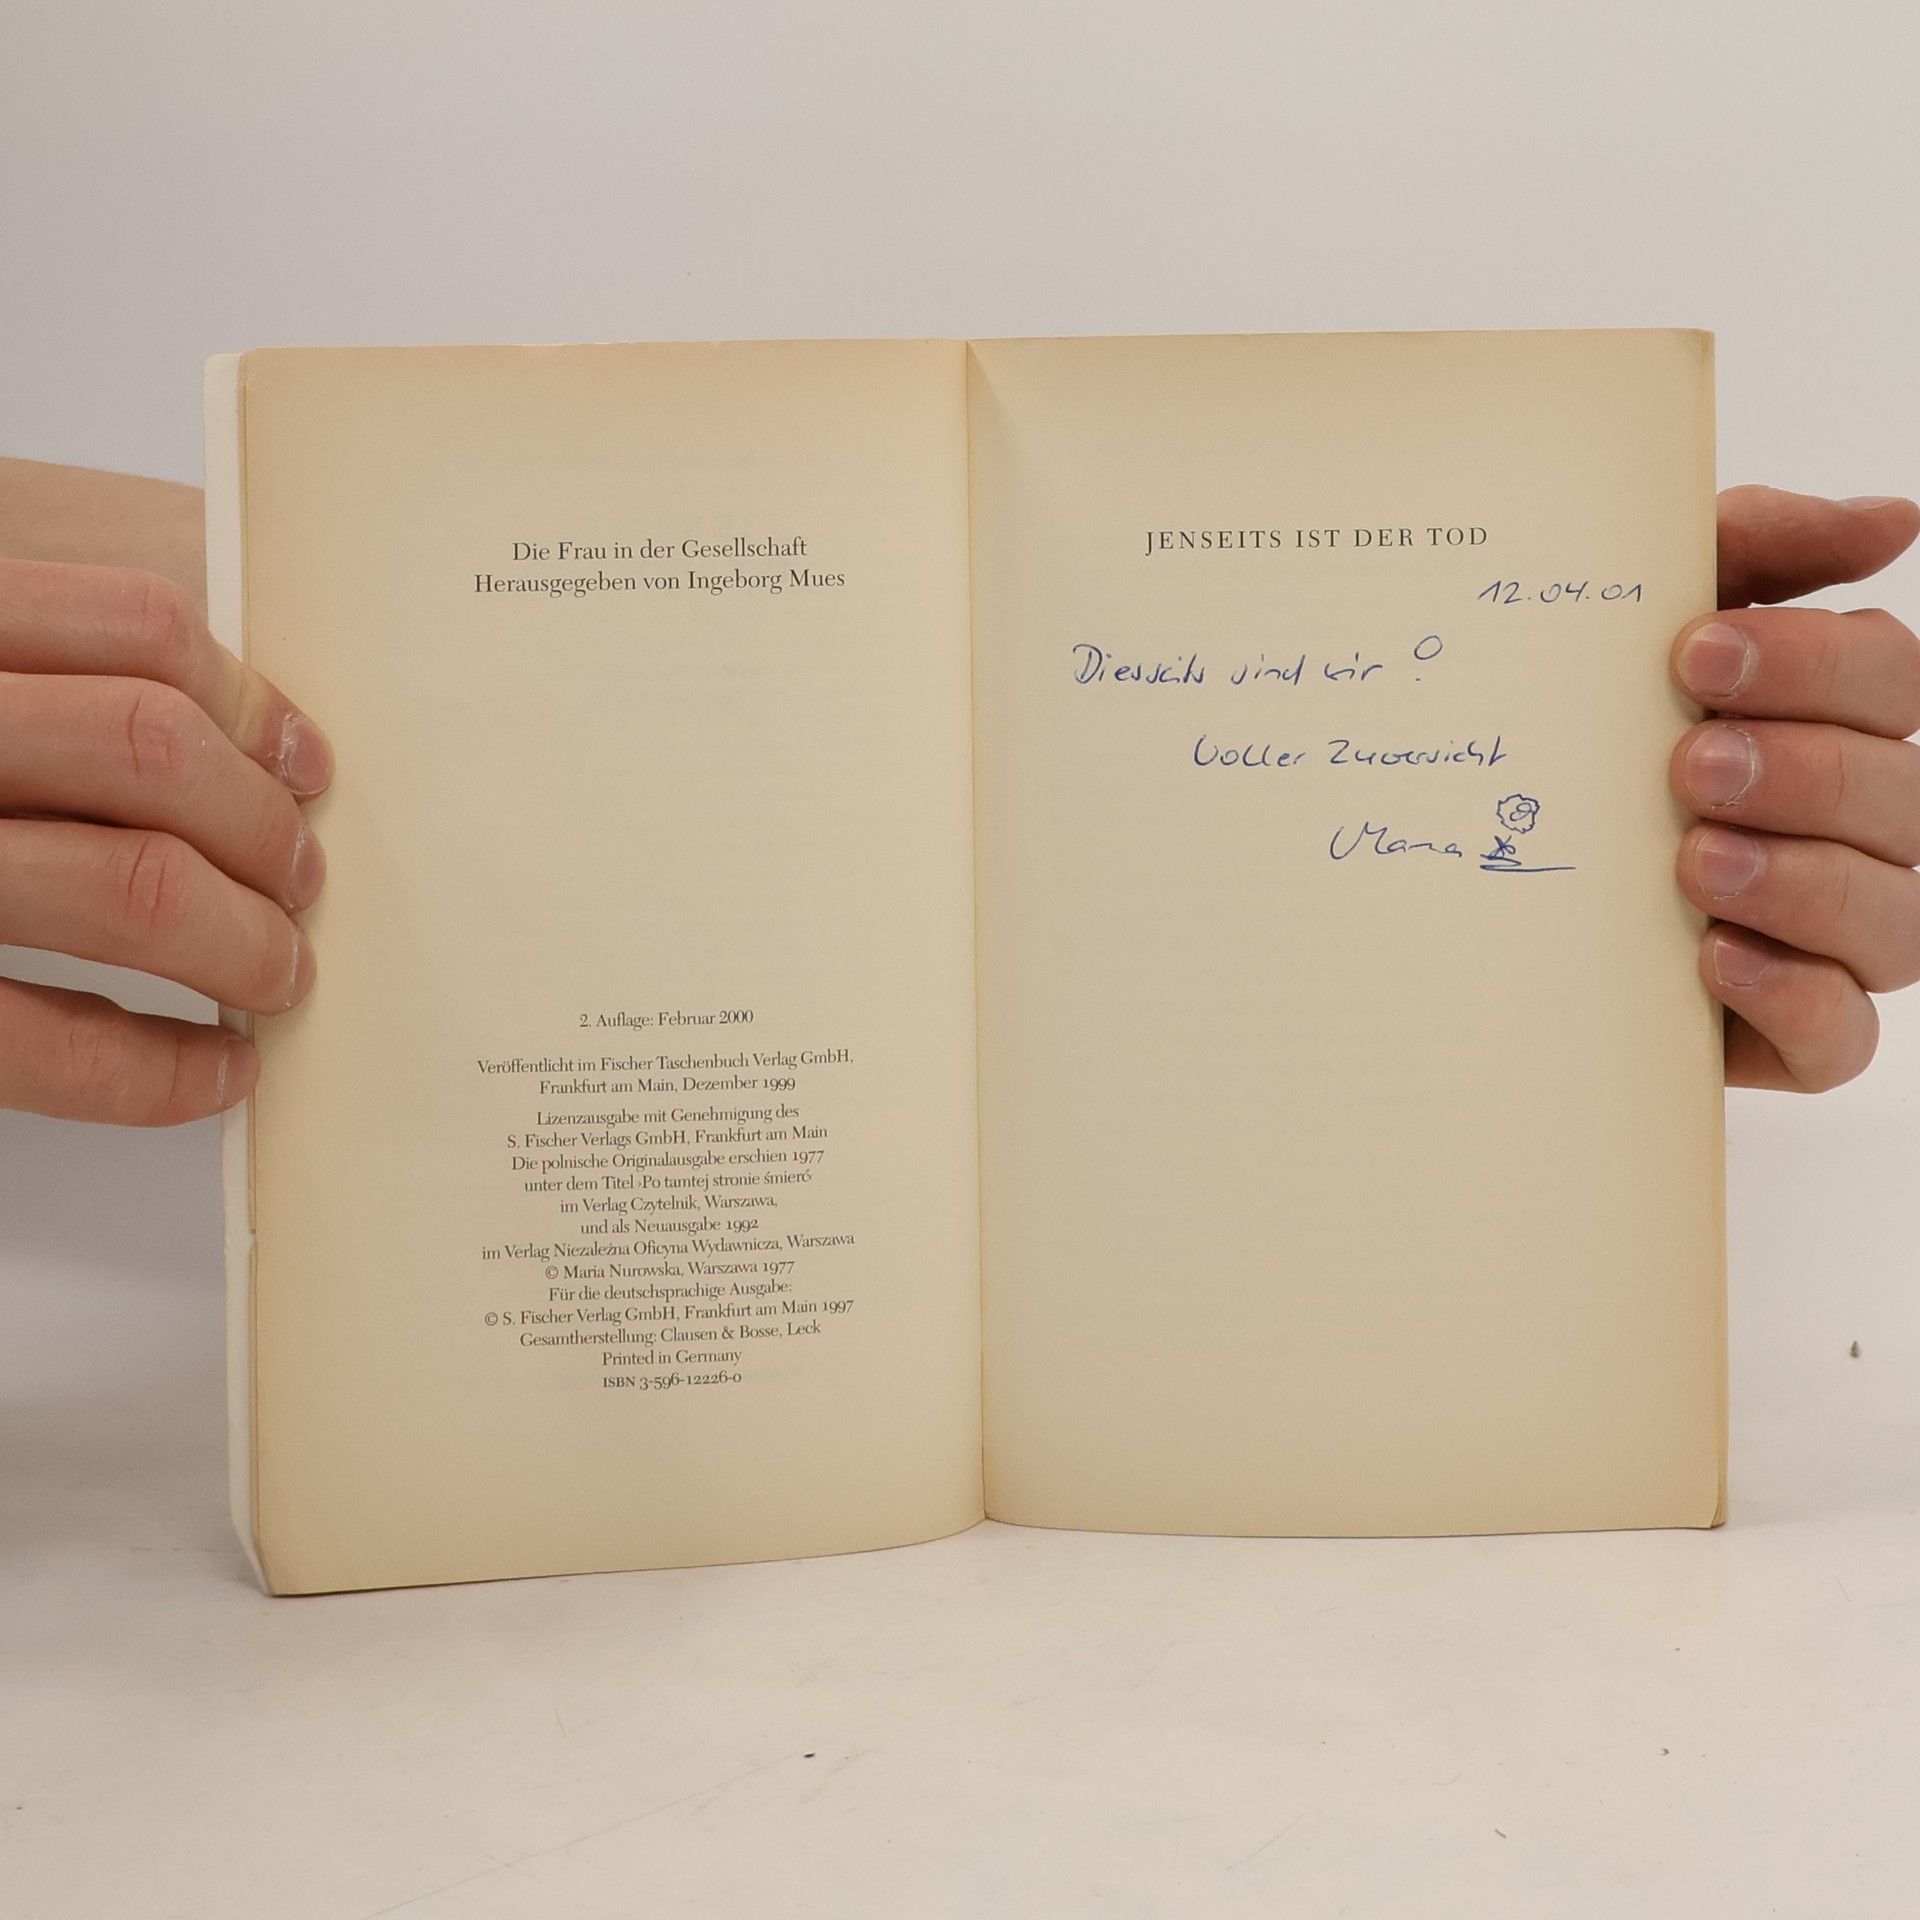 Die Frau in der Gesellschaft
Herausgegeben von Ingeborg Mues
2. Auflage: Februar 2000
Veröffentlicht im Fischer Taschenbuch Verlag GmbH,
Frankfurt am Main, Dezember 1999
Lizenzausgabe mit Genehmigung des
S. Fischer Verlags GmbH, Frankfurt am Main
Die polnische Originalausgabe erschien 1977
unter dem Titel ›Po tamtej stronie śmierć‹
im Verlag Czytelnik, Warszawa,
und als Neuausgabe 1992
im Verlag Niezależna Oficyna Wydawnicza, Warszawa
© Maria Nurowska, Warszawa 1977
Für die deutschsprachige Ausgabe:
© S. Fischer Verlag GmbH, Frankfurt am Main 1997
Gesamtherstellung: Clausen & Bosse, Leck
Printed in Germany
ISBN 3-596-12226-0
JENSEITS IST DER TOD
12.04.01
Diesseits sind wir !
Voller Zuversicht